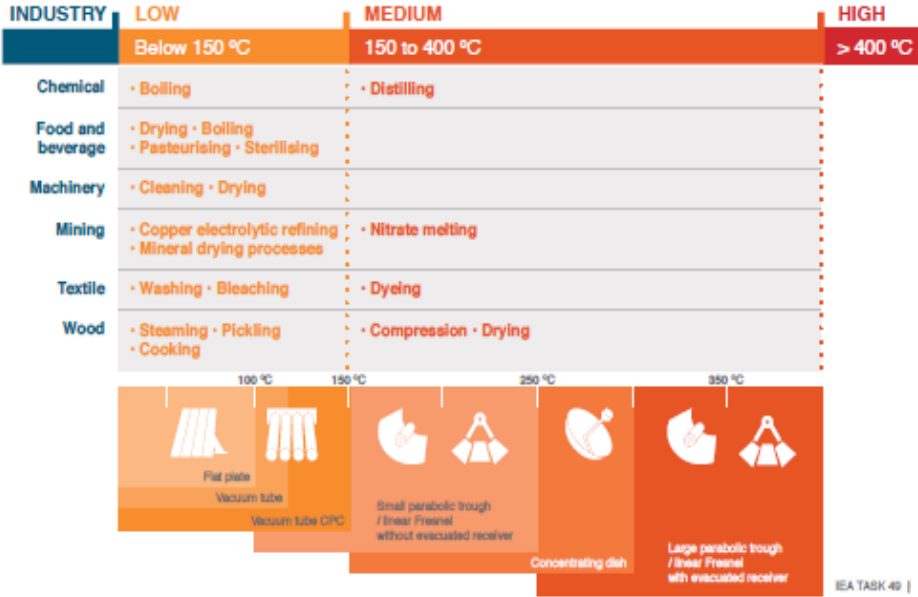 INDUSTRY LOW MEDIUM HIGH
Below 150 ºC 150 to 400 ºC > 400 ºC
Chemical • Boiling • Distilling
Food and • Drying • Boiling
beverage • Pasteurising • Sterilising
Machinery • Cleaning • Drying
Mining • Copper electrolytic refining • Nitrate melting
• Mineral drying processes
Textile • Washing • Bleaching • Dyeing
Wood • Steaming • Pickling • Compression • Drying
• Cooking
100 ºC 150 ºC 250 ºC 350 ºC
Flat plate
Vacuum tube
Vacuum tube CPC
Small parabolic trough
/ linear Fresnel
without evacuated receiver
Concentrating dish
Large parabolic trough
/ linear Fresnel
with evacuated receiver
IEA TASK 49 |